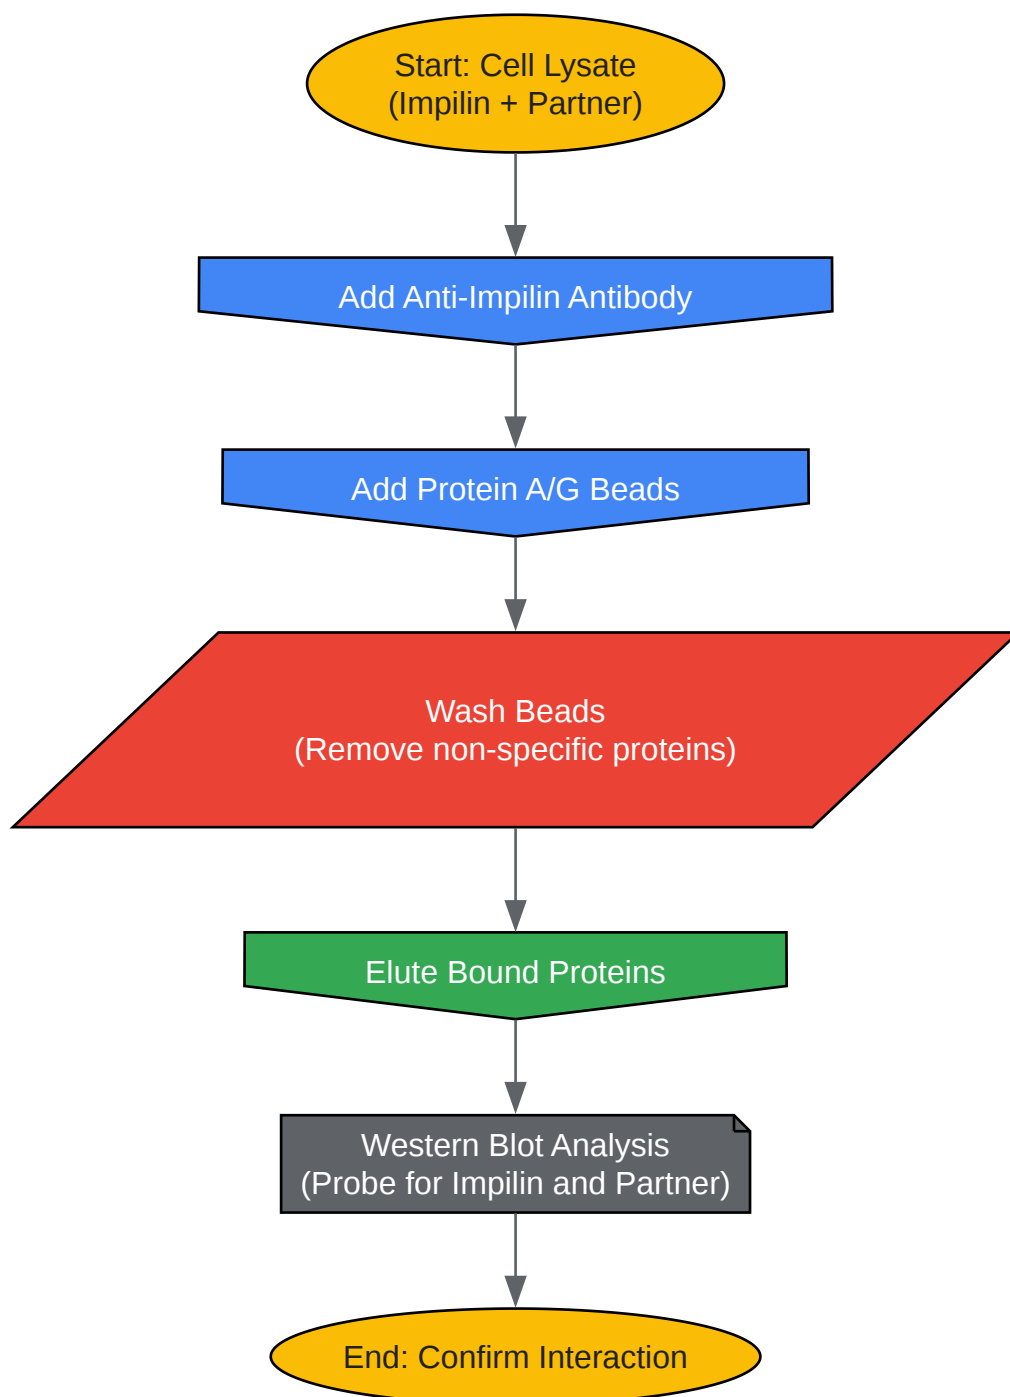 Start: Cell Lysate
(Impilin + Partner)
Add Anti-Impilin Antibody
Add Protein A/G Beads
Wash Beads
(Remove non-specific proteins)
Elute Bound Proteins
Western Blot Analysis
(Probe for Impilin and Partner)
End: Confirm Interaction